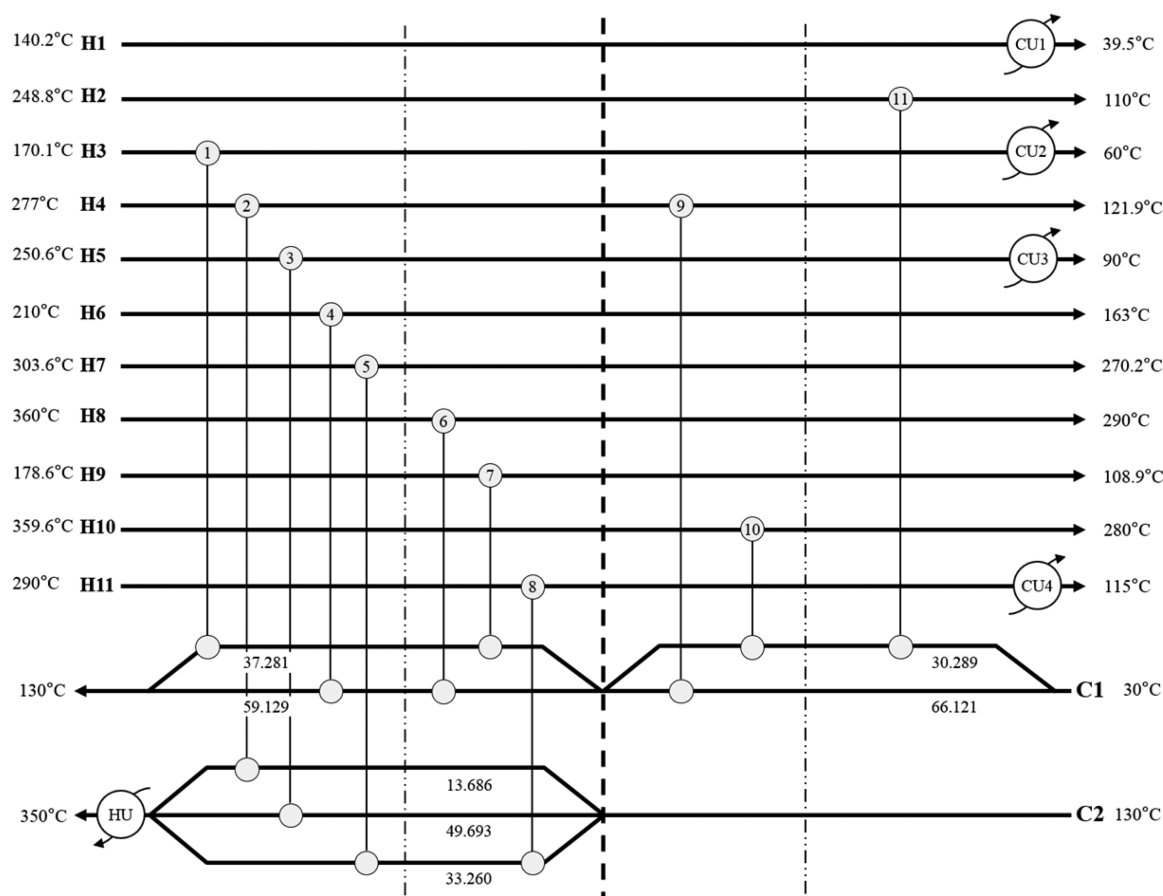 140.2°C H1 CU1 39.5°C
248.8°C H2 11 110°C
170.1°C H3 1 CU2 60°C
277°C H4 2 9 121.9°C
250.6°C H5 3 CU3 90°C
210°C H6 4 163°C
303.6°C H7 5 270.2°C
360°C H8 6 290°C
178.6°C H9 7 108.9°C
359.6°C H10 10 280°C
290°C H11 8 CU4 115°C
37.281 30.289
130°C C1 30°C
59.129 66.121
13.686
350°C HU C2 130°C
49.693
33.260